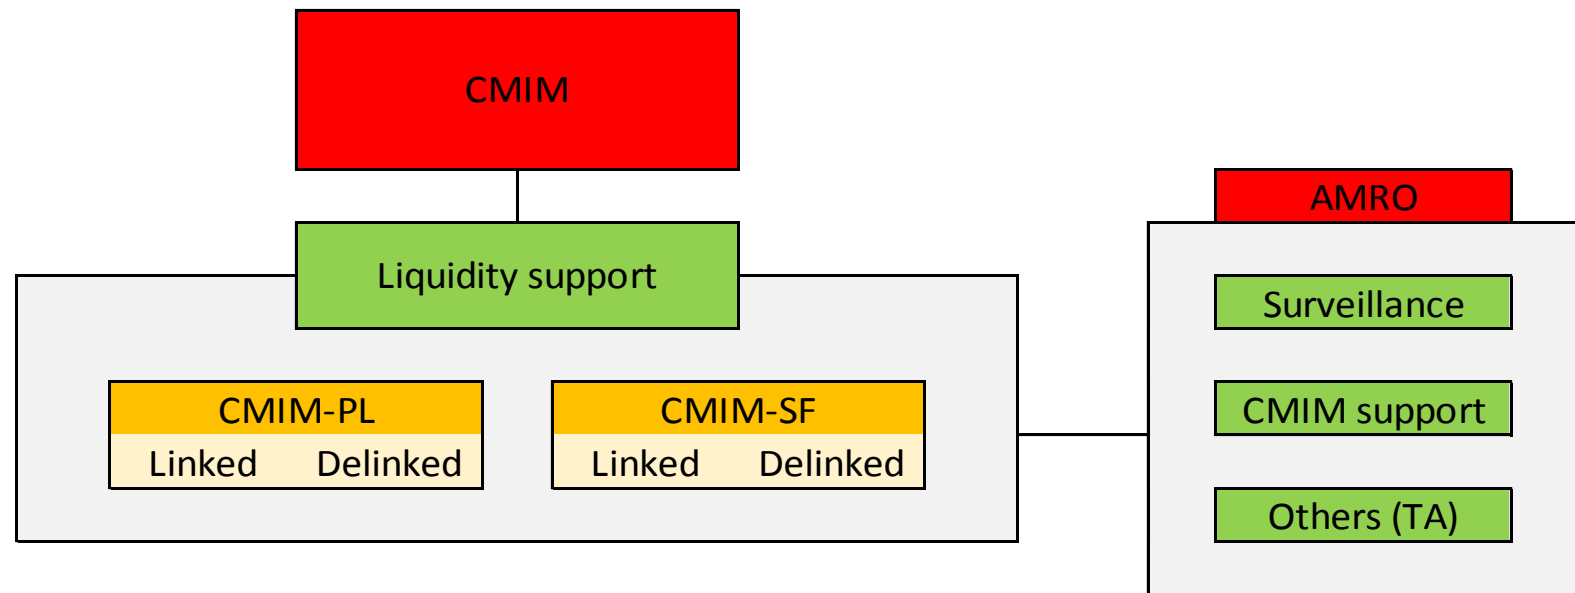 CMIM
Liquidity support
CMIM-PL
Linked Delinked
CMIM-SF
Linked Delinked
AMRO
Surveillance
CMIM support
Others (TA)